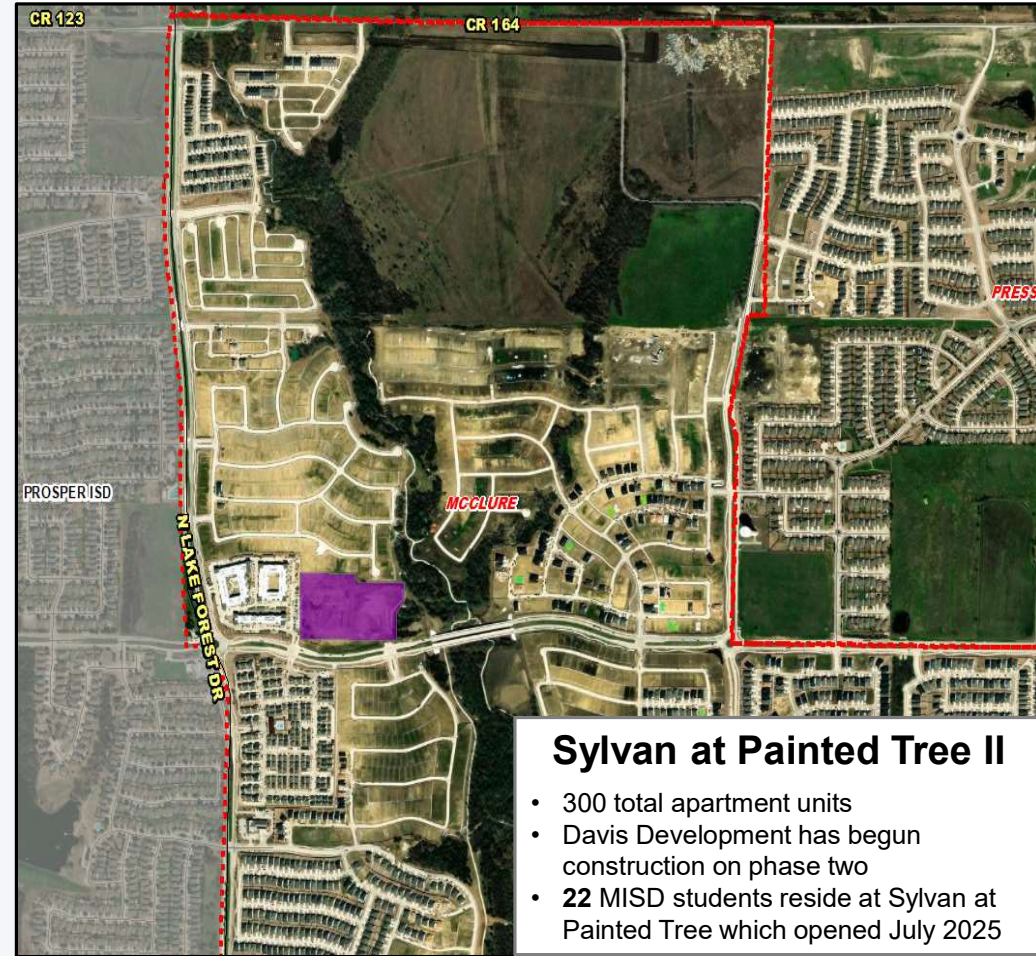 CR 123
CR 164
PRESS
PROSPER ISD
MCCLURE
N LAKE FOREST DR
Sylvan at Painted Tree II
• 300 total apartment units
• Davis Development has begun
construction on phase two
• 22 MISD students reside at Sylvan at
Painted Tree which opened July 2025